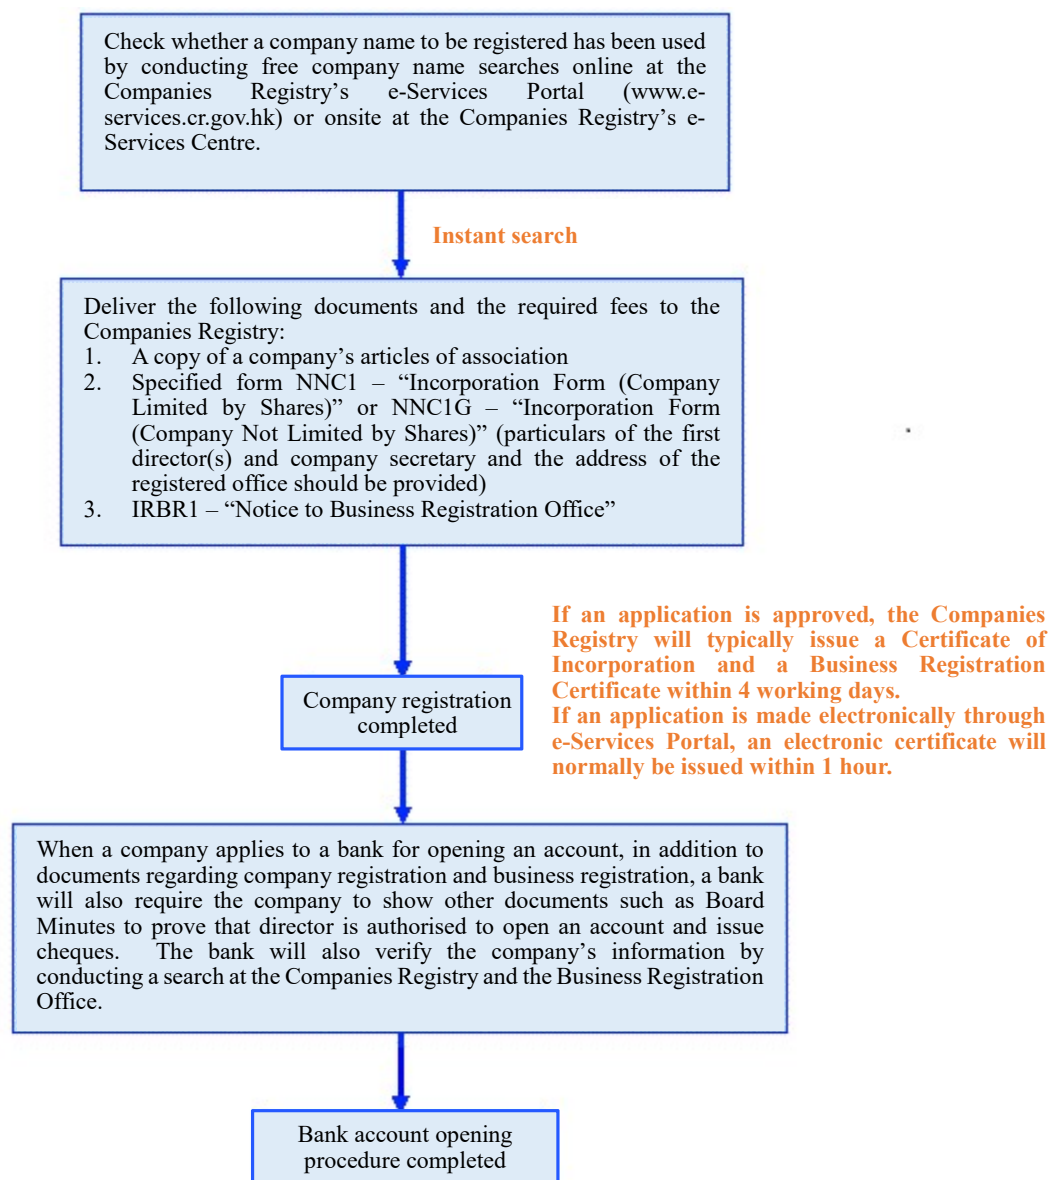 Check whether a company name to be registered has been used
by conducting free company name searches online at the
Companies Registry’s e-Services Portal (www.e-
services.cr.gov.hk) or onsite at the Companies Registry’s e-
Services Centre.
Instant search
Deliver the following documents and the required fees to the
Companies Registry:
1. A copy of a company’s articles of association
2. Specified form NNC1 – “Incorporation Form (Company
Limited by Shares)” or NNC1G – “Incorporation Form
(Company Not Limited by Shares)” (particulars of the first
director(s) and company secretary and the address of the
registered office should be provided)
3. IRBR1 – “Notice to Business Registration Office”
If an application is approved, the Companies
Registry will typically issue a Certificate of
Incorporation and a Business Registration
Certificate within 4 working days.
If an application is made electronically through
e-Services Portal, an electronic certificate will
normally be issued within 1 hour.
Company registration
completed
When a company applies to a bank for opening an account, in addition to
documents regarding company registration and business registration, a bank
will also require the company to show other documents such as Board
Minutes to prove that director is authorised to open an account and issue
cheques. The bank will also verify the company’s information by
conducting a search at the Companies Registry and the Business Registration
Office.
Bank account opening
procedure completed